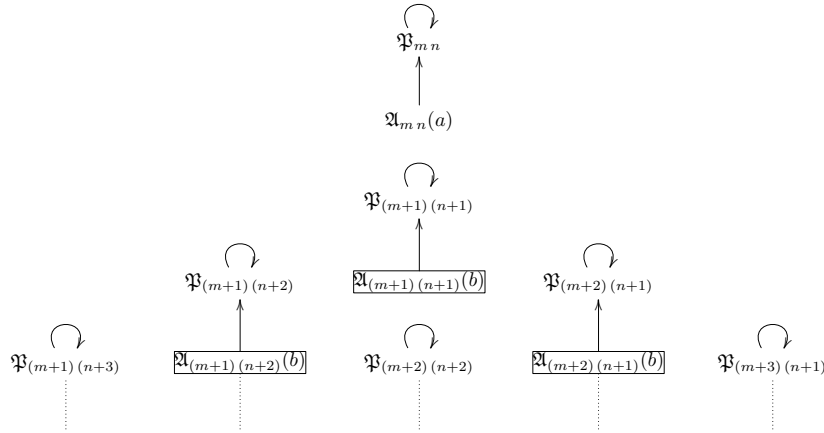 𝔓_{m n}
𝔄_{m n}(a)
𝔓_{(m+1) (n+1)}
𝔓_{(m+1) (n+2)} 𝔄_{(m+1) (n+1)}(b) 𝔓_{(m+2) (n+1)}
𝔓_{(m+1) (n+3)} 𝔄_{(m+1) (n+2)}(b) 𝔓_{(m+2) (n+2)} 𝔄_{(m+2) (n+1)}(b) 𝔓_{(m+3) (n+1)}